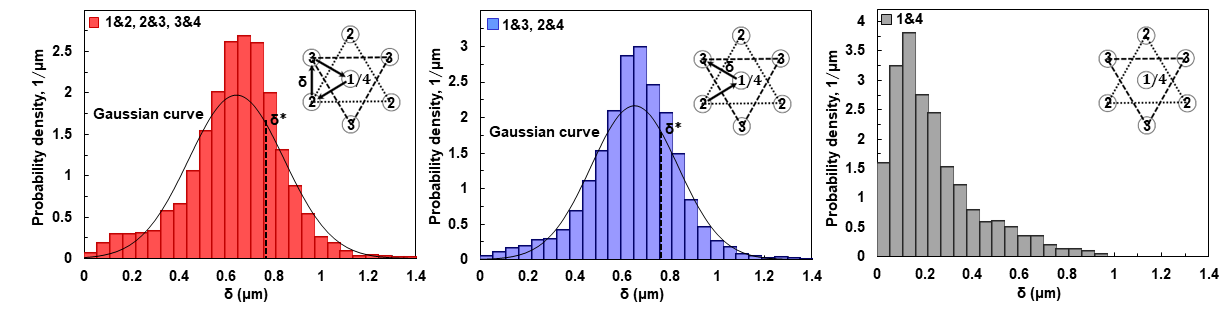 1&2, 2&3, 3&4
Probability density, 1/μm
2.5
2
1.5
1
0.5
0
Gaussian curve
δ*
2
3
3
δ
1/4
2
2
3
0 0.2 0.4 0.6 0.8 1 1.2 1.4
δ (μm)
1&3, 2&4
Probability density, 1/μm
3
2.5
2
1.5
1
0.5
0
Gaussian curve
δ*
2
3
3
δ
1/4
2
2
3
0 0.2 0.4 0.6 0.8 1 1.2 1.4
δ (μm)
1&4
Probability density, 1/μm
4
3.5
3
2.5
2
1.5
1
0.5
0
2
3
3
1/4
2
2
3
0 0.2 0.4 0.6 0.8 1 1.2 1.4
δ (μm)